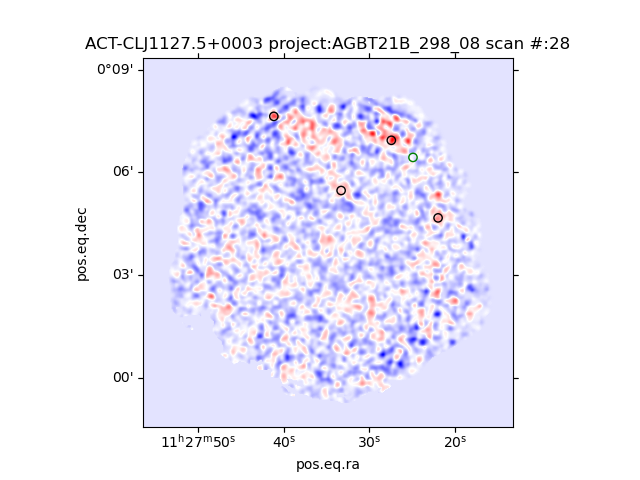 ACT-CLJ1127.5+0003 project:AGBT21B_298_08 scan #:28
0°09'
06'
03'
00'
pos.eq.dec
11ʰ27ᵐ50ˢ 40ˢ 30ˢ 20ˢ
pos.eq.ra